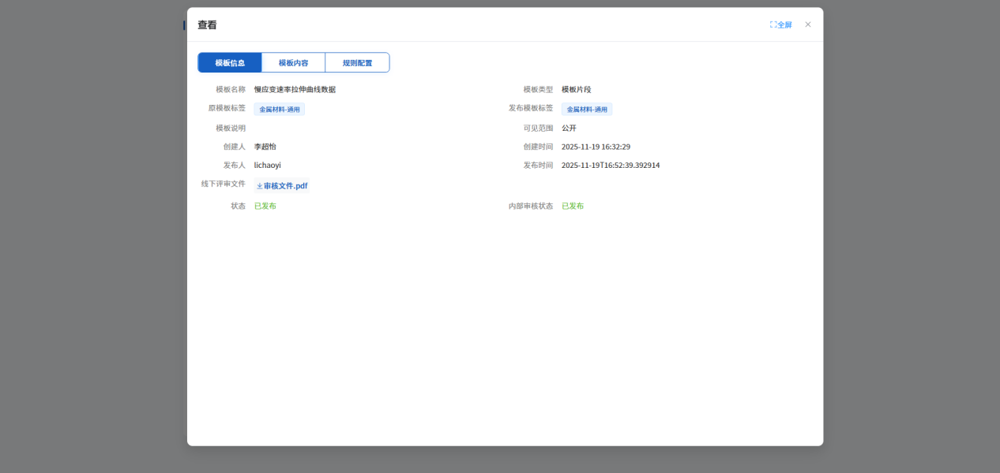 查看
全屏
模板信息 模板内容 规则配置
模板名称 慢应变速率拉伸曲线数据 模板类型 模板片段
原模板标签 金属材料-通用 发布模板标签 金属材料-通用
模板说明 可见范围 公开
创建人 李超怡 创建时间 2025-11-19 16:32:29
发布人 lichaoyi 发布时间 2025-11-19T16:52:39.392914
线下评审文件 审核文件.pdf
状态 已发布 内部审核状态 已发布